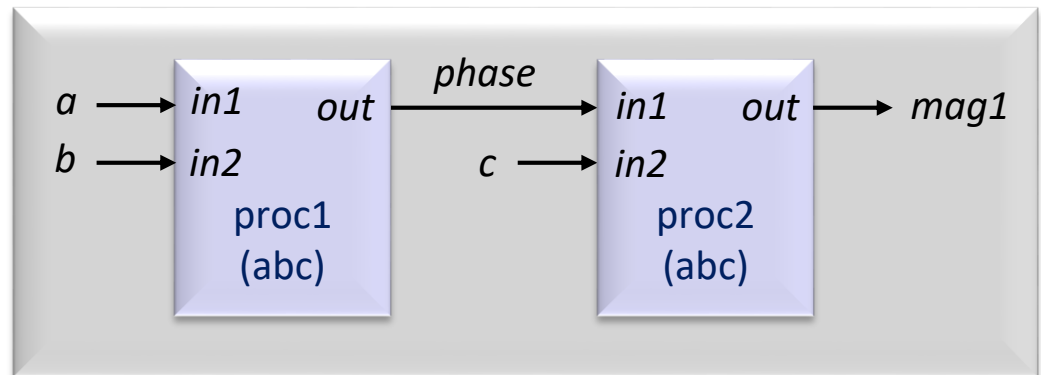 phase
a in1 out in1 out mag1
b in2 c in2
proc1 proc2
(abc) (abc)